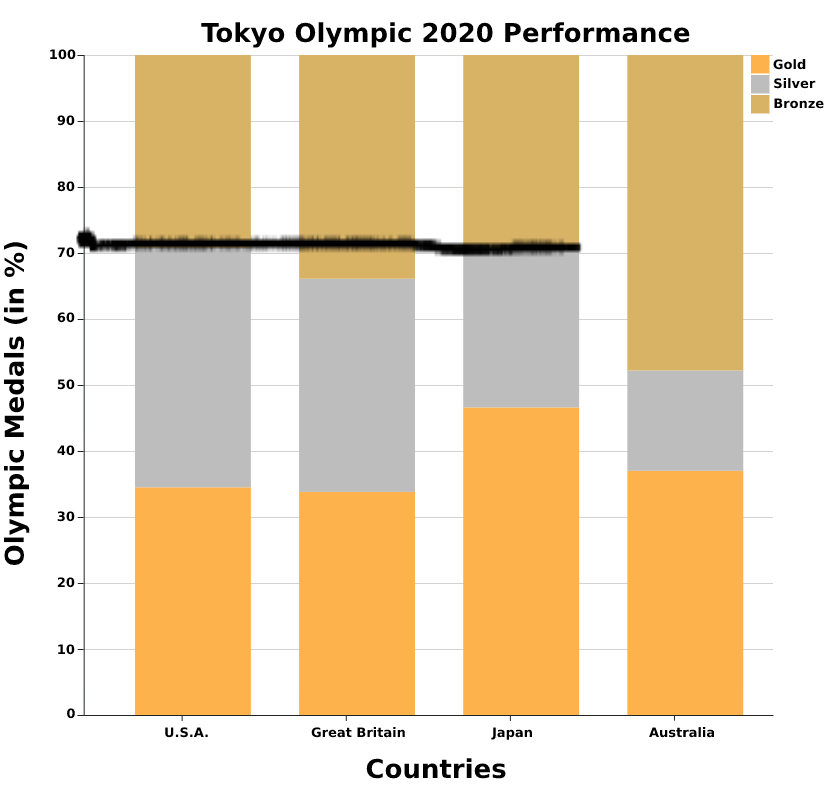 Tokyo Olympic 2020 Performance
100
90
80
70
60
50
40
30
20
10
0
Olympic Medals (in %)
Gold
Silver
Bronze
U.S.A.
Great Britain
Japan
Australia
Countries